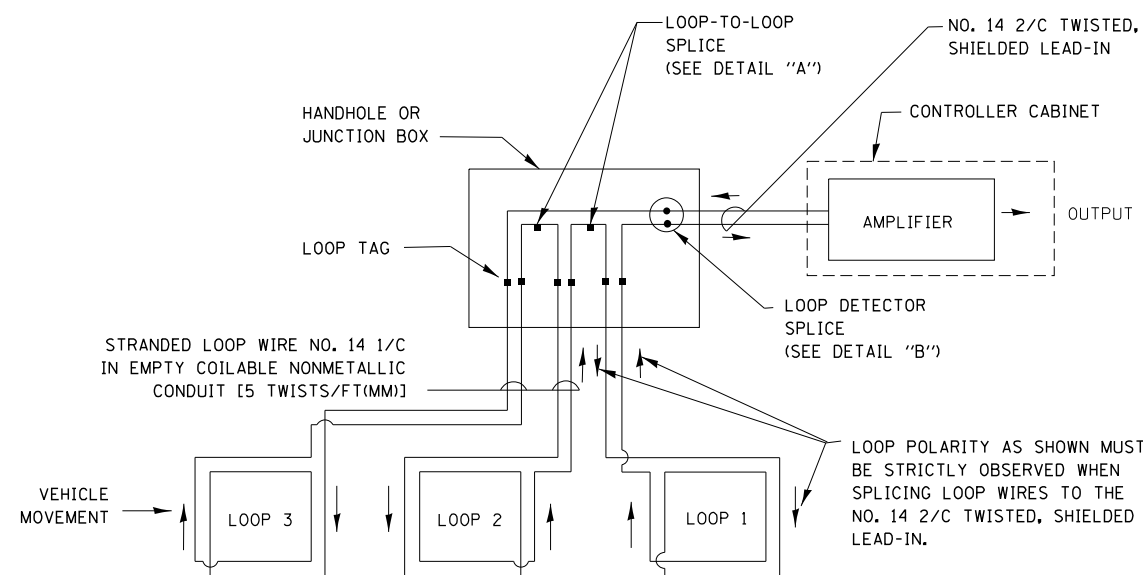 LOOP-TO-LOOP
SPLICE
(SEE DETAIL "A")
NO. 14 2/C TWISTED,
SHIELDED LEAD-IN
HANDHOLE OR
JUNCTION BOX
CONTROLLER CABINET
AMPLIFIER
OUTPUT
LOOP TAG
LOOP DETECTOR
SPLICE
(SEE DETAIL "B")
STRANDED LOOP WIRE NO. 14 1/C
IN EMPTY COILABLE NONMETALLIC
CONDUIT [5 TWISTS/FT(MM)]
LOOP POLARITY AS SHOWN MUST
BE STRICTLY OBSERVED WHEN
SPLICING LOOP WIRES TO THE
NO. 14 2/C TWISTED, SHIELDED
LEAD-IN.
VEHICLE
MOVEMENT
LOOP 3
LOOP 2
LOOP 1